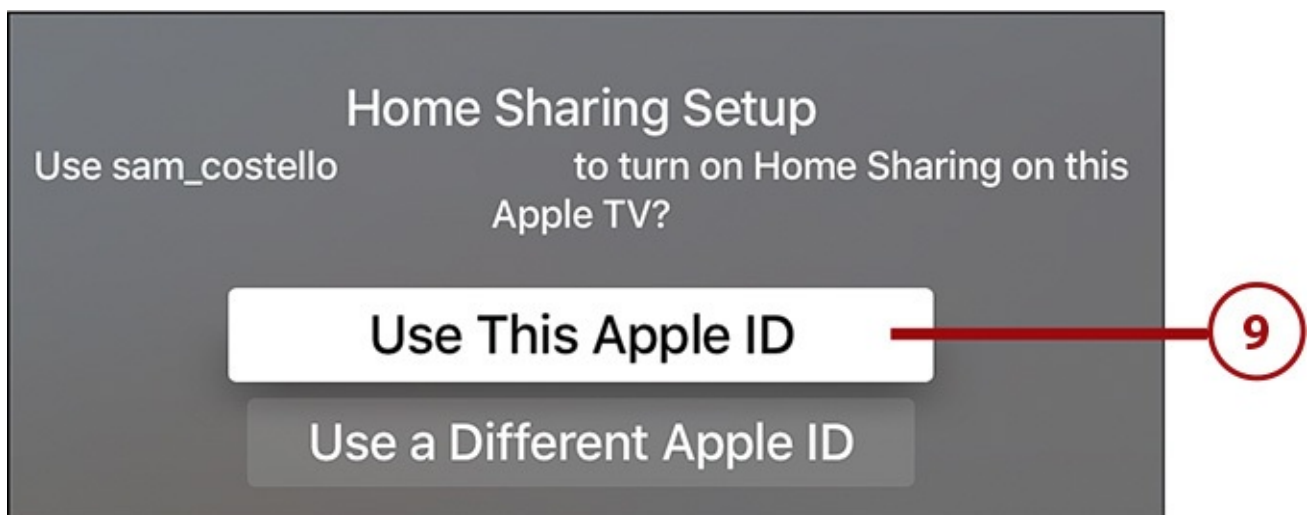 Home Sharing Setup
Use sam_costello to turn on Home Sharing on this
Apple TV?
Use This Apple ID
9
Use a Different Apple ID